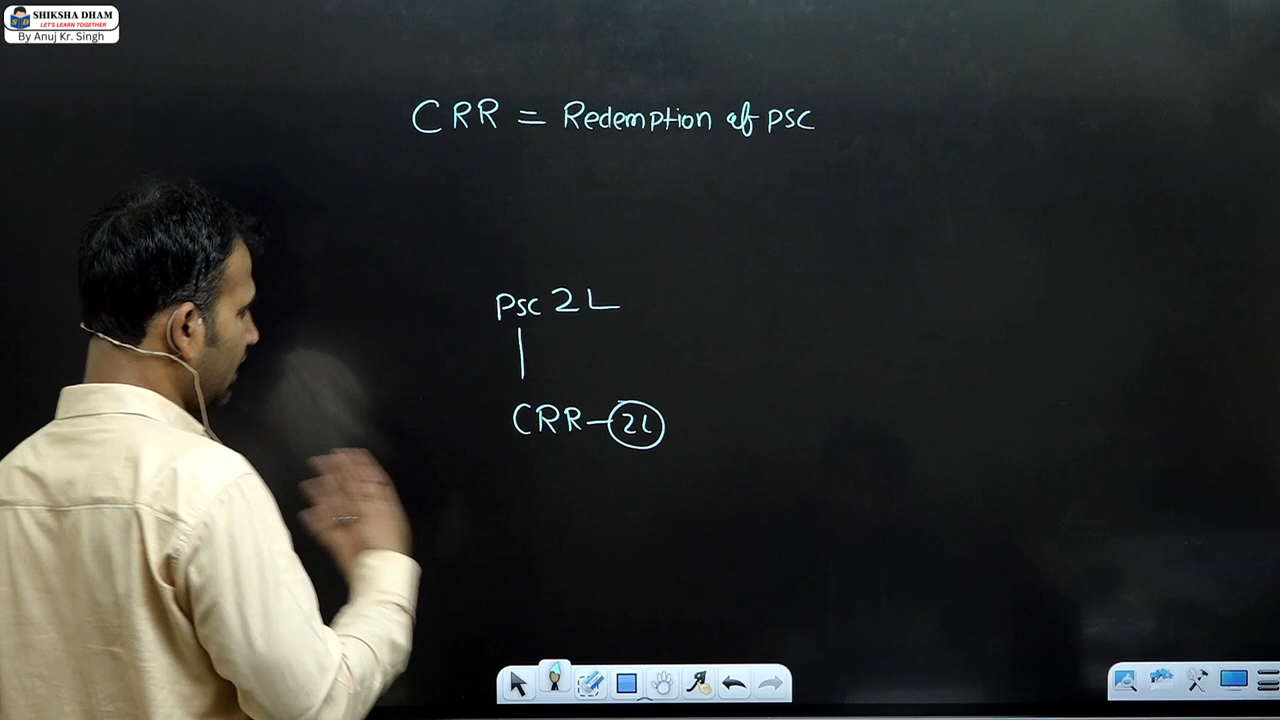 SHIKSHA DHAM
LET'S LEARN TOGETHER
By Anuj Kr. Singh
CRR = Redemption of PSC
PSC 2L
CRR - 2L